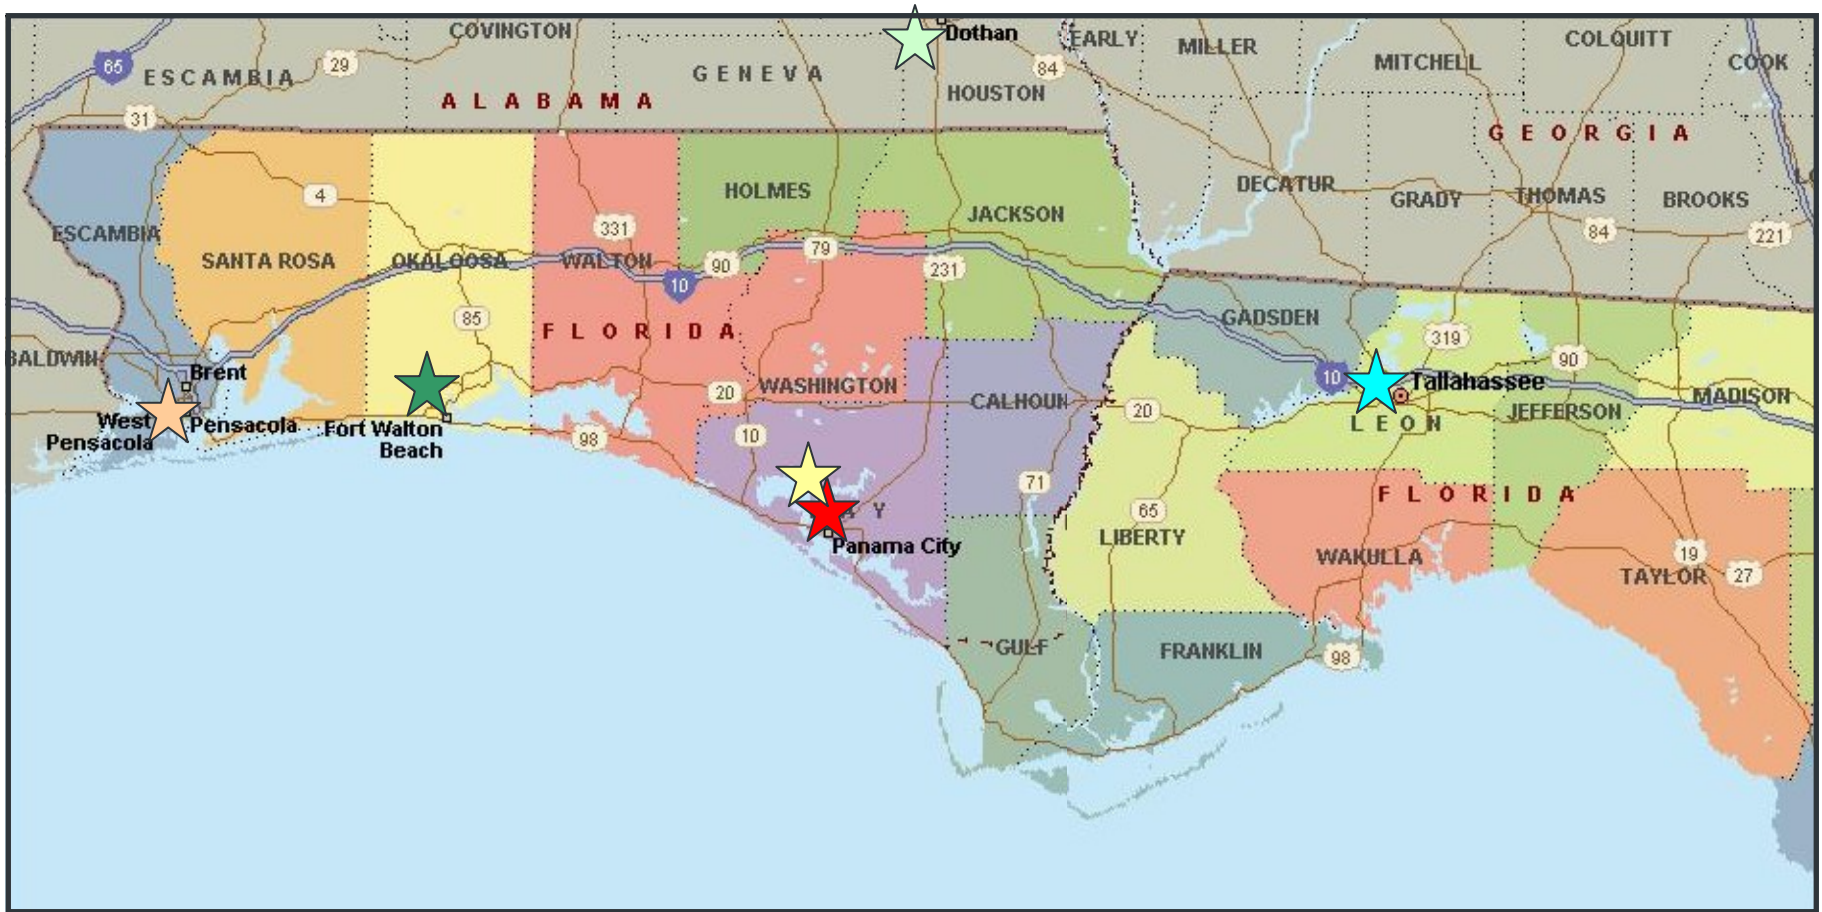 COVINGTON
Dothan
EARLY
MILLER
COLQUITT
65
ESCAMBIA
29
GENEVA
84
MITCHELL
COOK
ALABAMA
HOUSTON
31
GEORGIA
4
HOLMES
DECATUR
GRADY
THOMAS
BROOKS
JACKSON
331
ESCAMBIA
84
221
SANTA ROSA
OKALOOSA
WALTON
90
79
231
10
85
FLORIDA
GADSDEN
319
BALDWIN
Brent
90
10
Tallahassee
20
WASHINGTON
CALHOUN
20
JEFFERSON
MADISON
West
Pensacola
Pensacola
Fort Walton
Beach
98
10
LEON
71
FLORIDA
65
Y
Panama City
LIBERTY
WAKULLA
19
TAYLOR
27
GULF
FRANKLIN
98